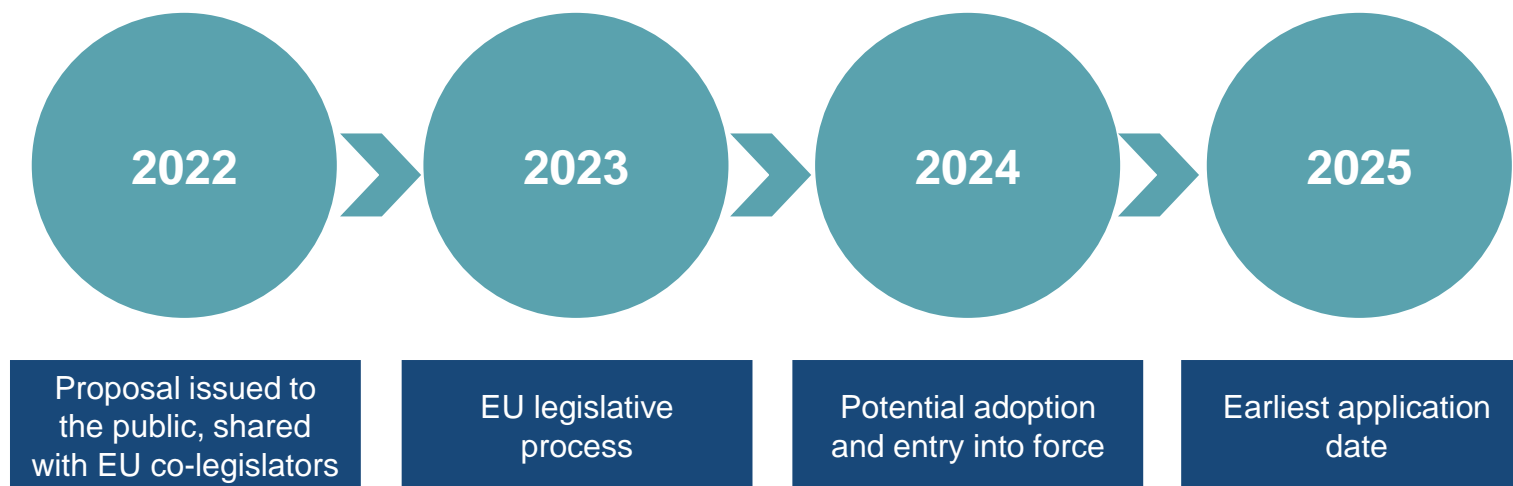 2022
2023
2024
2025
Proposal issued to
the public, shared
with EU co-legislators
EU legislative
process
Potential adoption
and entry into force
Earliest application
date